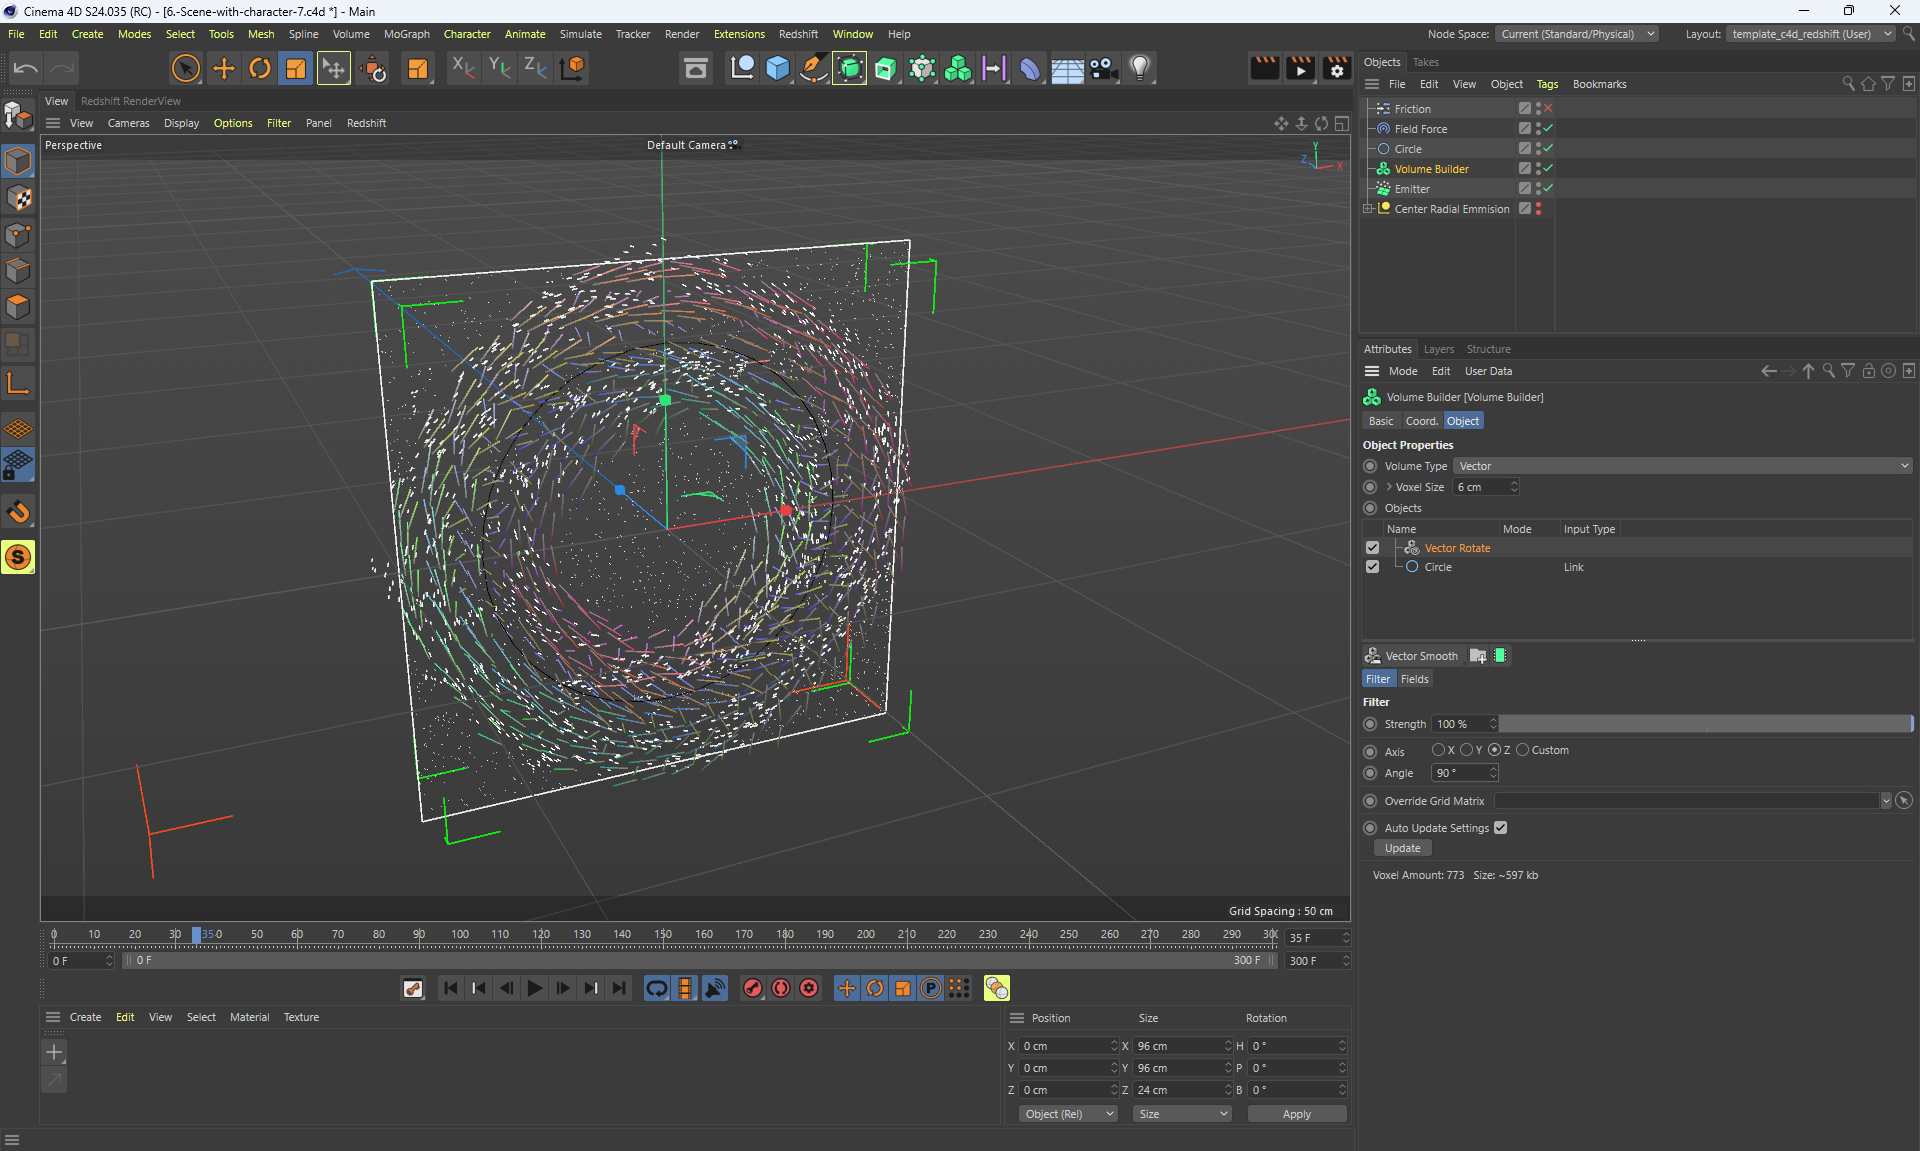 Cinema 4D S24.035 (RC) - [6.-Scene-with-character-7.c4d *] - Main
File Edit Create Modes Select Tools Mesh Spline Volume MoGraph Character Animate Simulate Tracker Render Extensions Redshift Window Help
Node Space: Current (Standard/Physical) Layout: template_c4d_redshift (User)
View Redshift RenderView
View Cameras Display Options Filter Panel Redshift
Perspective
Default Camera
Y
Z X
Grid Spacing : 50 cm
Objects Takes
File Edit View Object Tags Bookmarks
Friction
Field Force
Circle
Volume Builder
Emitter
Center Radial Emmision
Attributes Layers Structure
Mode Edit User Data
Volume Builder [Volume Builder]
Basic Coord. Object
Object Properties
Volume Type Vector
Voxel Size 6 cm
Objects
Name Mode Input Type
Vector Rotate
Circle Link
Vector Smooth
Filter Fields
Filter
Strength 100 %
Axis X Y Z Custom
Angle 90 °
Override Grid Matrix
Auto Update Settings
Update
Voxel Amount: 773 Size: ~597 kb
0 10 20 30 350 50 60 70 80 90 100 110 120 130 140 150 160 170 180 190 200 210 220 230 240 250 260 270 280 290 30 35 F
0 F 0 F 300 F 300 F
Create Edit View Select Material Texture
Position Size Rotation
X 0 cm X 96 cm H 0 °
Y 0 cm Y 96 cm P 0 °
Z 0 cm Z 24 cm B 0 °
Object (Rel) Size Apply